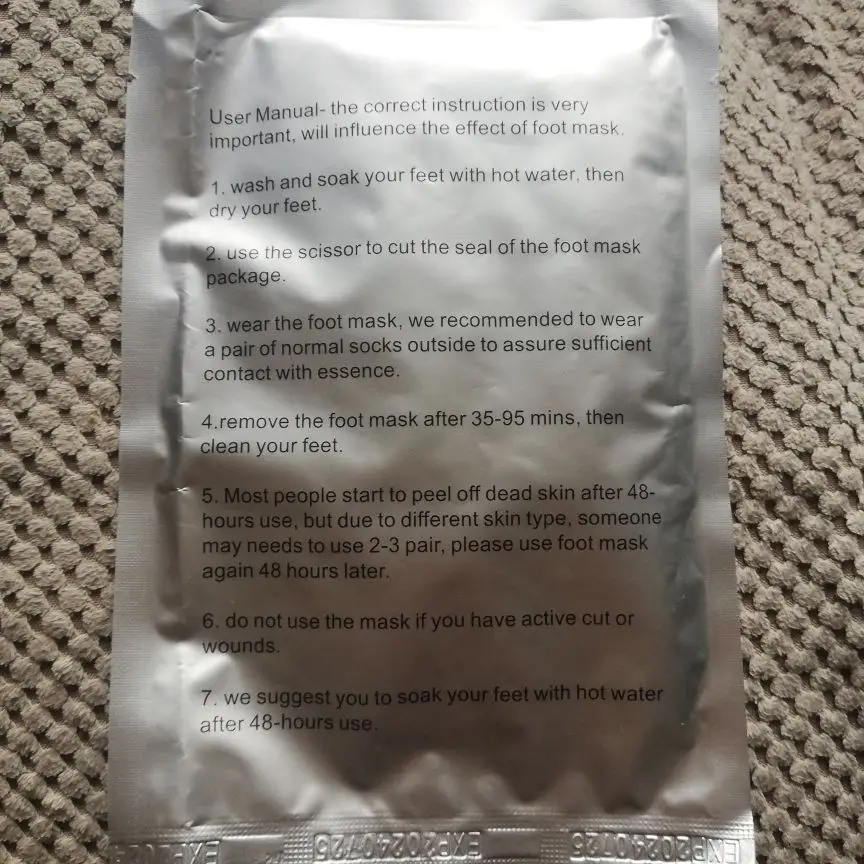 User Manual- the correct instruction is very
important, will influence the effect of foot mask.
1. wash and soak your feet with hot water, then
dry your feet.
2. use the scissor to cut the seal of the foot mask
package.
3. wear the foot mask, we recommended to wear
a pair of normal socks outside to assure sufficient
contact with essence.
4.remove the foot mask after 35-95 mins, then
clean your feet.
5. Most people start to peel off dead skin after 48-
hours use, but due to different skin type, someone
may needs to use 2-3 pair, please use foot mask
again 48 hours later.
6. do not use the mask if you have active cut or
wounds.
7. we suggest you to soak your feet with hot water
after 48-hours use.
EXP20240725 EXP20240725